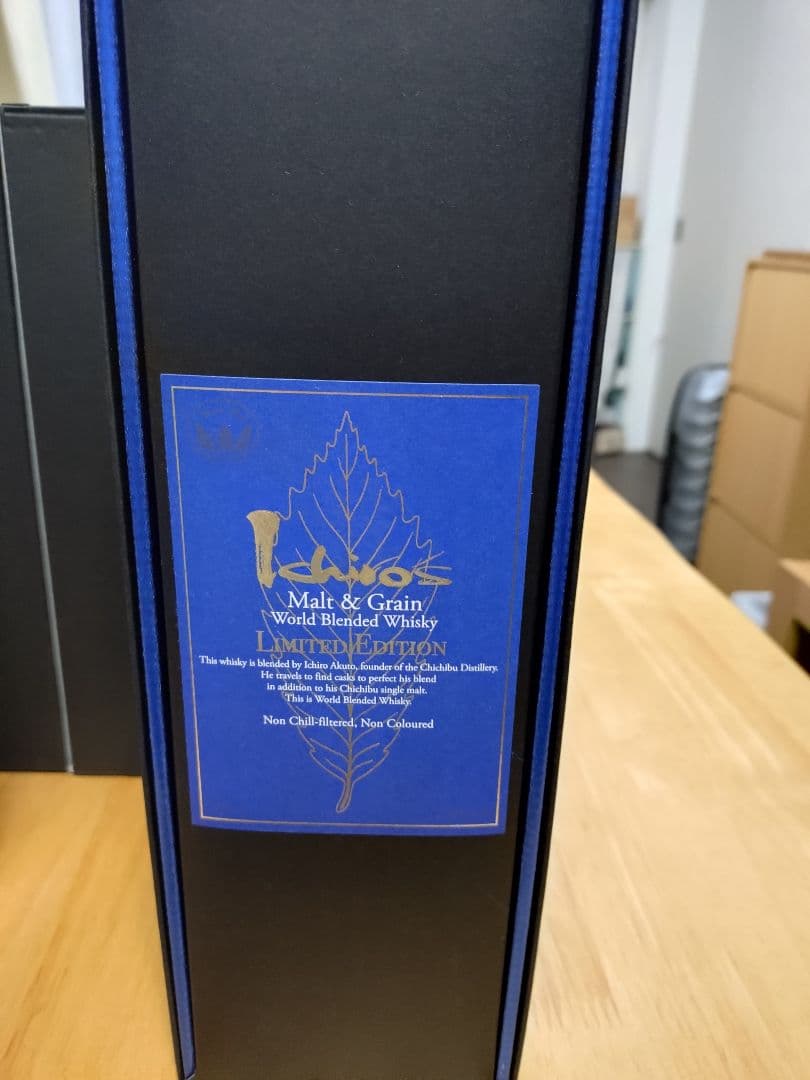 Ichiros
Malt & Grain
World Blended Whisky
LIMITED EDITION
This whisky is blended by Ichiro Akuto, founder of the Chichibu Distillery.
He travels to find casks to perfect his blend
in addition to his Chichibu single malt.
This is World Blended Whisky.
Non Chill-filtered, Non Coloured